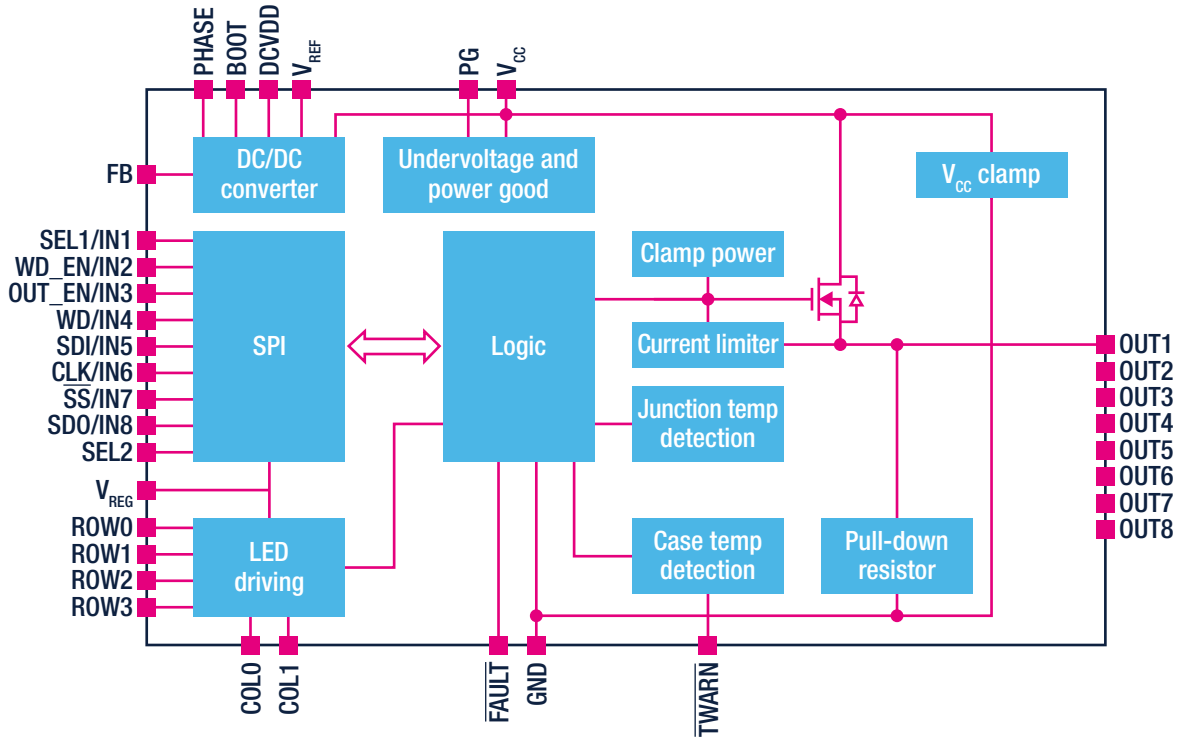 PHASE
BOOT
DCVDD
VREF
PG
VCC
FB
DC/DC
converter
Undervoltage and
power good
VCC clamp
SEL1/IN1
WD_EN/IN2
OUT_EN/IN3
WD/IN4
SDI/IN5
CLK/IN6
SS/IN7
SDO/IN8
SEL2
SPI
Logic
Clamp power
Current limiter
Junction temp
detection
OUT1
OUT2
OUT3
OUT4
OUT5
OUT6
OUT7
OUT8
VREG
ROW0
ROW1
ROW2
ROW3
LED
driving
Case temp
detection
Pull-down
resistor
COL0
COL1
FAULT
GND
TWARN